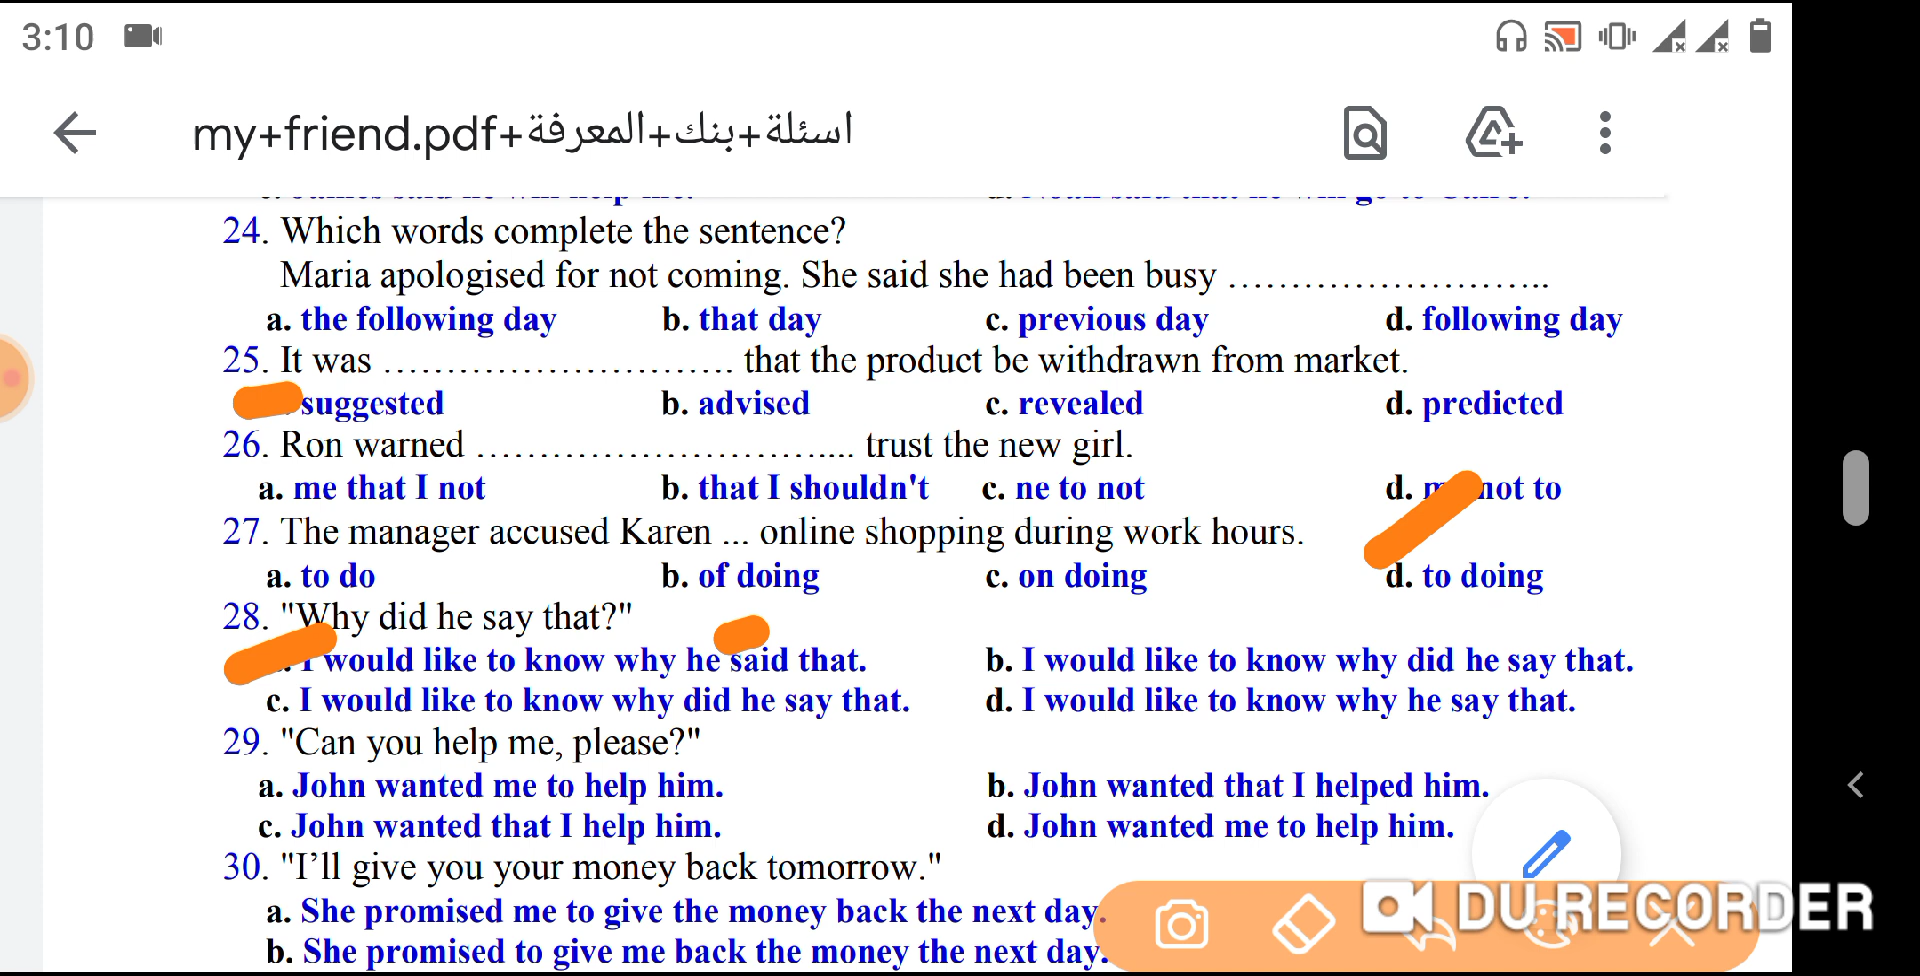 3:10
my+friend.pdf+اسئلة+بنك+المعرفة
24. Which words complete the sentence?
Maria apologised for not coming. She said she had been busy ...........................
a. the following day b. that day c. previous day d. following day
25. It was ............................ that the product be withdrawn from market.
suggested b. advised c. revealed d. predicted
26. Ron warned .............................. trust the new girl.
a. me that I not b. that I shouldn't c. ne to not d. not to
27. The manager accused Karen ... online shopping during work hours.
a. to do b. of doing c. on doing d. to doing
28. "Why did he say that?"
I would like to know why he said that. b. I would like to know why did he say that.
c. I would like to know why did he say that. d. I would like to know why he say that.
29. "Can you help me, please?"
a. John wanted me to help him. b. John wanted that I helped him.
c. John wanted that I help him. d. John wanted me to help him.
30. "I’ll give you your money back tomorrow."
a. She promised me to give the money back the next day.
b. She promised to give me back the money the next day.
DU RECORDER